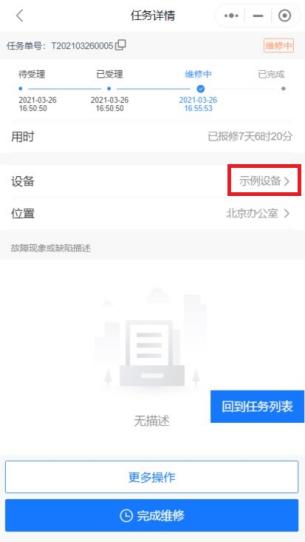 任务详情
任务单号：T202103260005 维修中
待受理 已受理 维修中 已完成
2021-03-26 2021-03-26 2021-03-26
16:50:50 16:50:50 16:55:53
用时 已报修7天6时20分
设备 示例设备
位置 北京办公室
故障现象或缺陷描述
无描述
回到任务列表
更多操作
完成维修